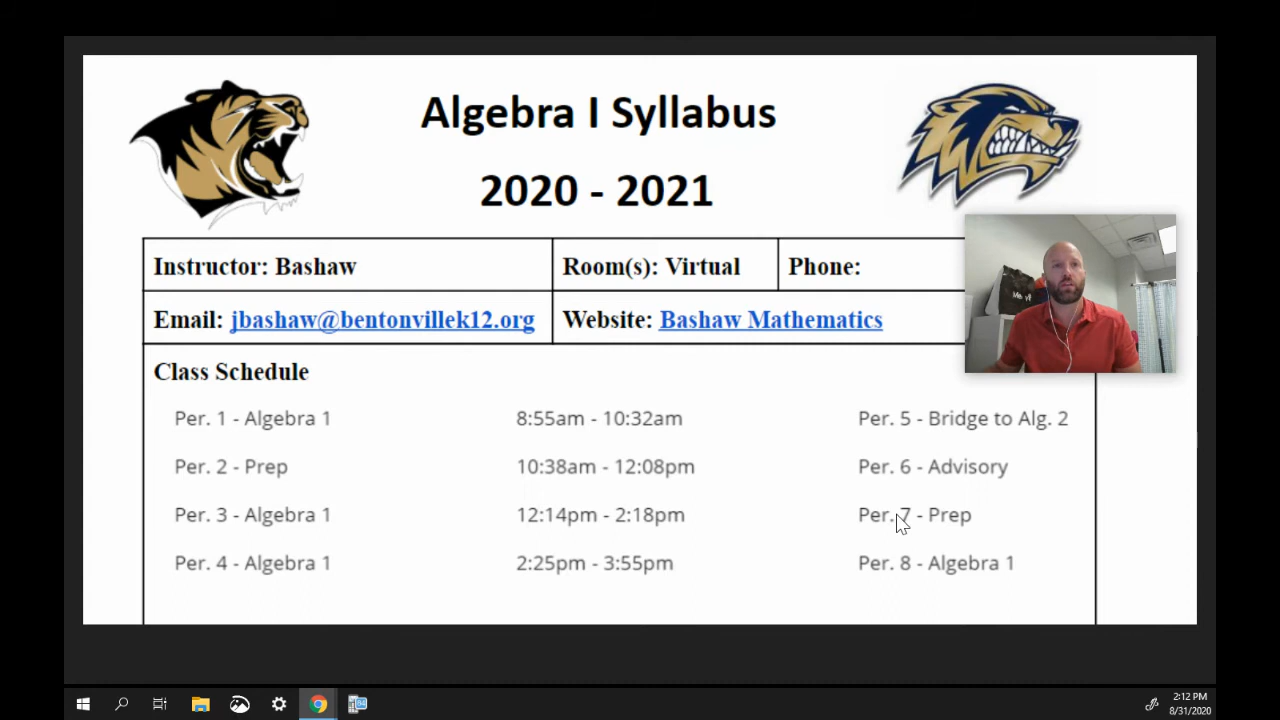 Algebra I Syllabus
2020 - 2021
Instructor: Bashaw Room(s): Virtual Phone:
Email: jbashaw@bentonvillek12.org Website: Bashaw Mathematics
Class Schedule
Per. 1 - Algebra 1 8:55am - 10:32am Per. 5 - Bridge to Alg. 2
Per. 2 - Prep 10:38am - 12:08pm Per. 6 - Advisory
Per. 3 - Algebra 1 12:14pm - 2:18pm Per. 7 - Prep
Per. 4 - Algebra 1 2:25pm - 3:55pm Per. 8 - Algebra 1
2:12 PM
8/31/2020